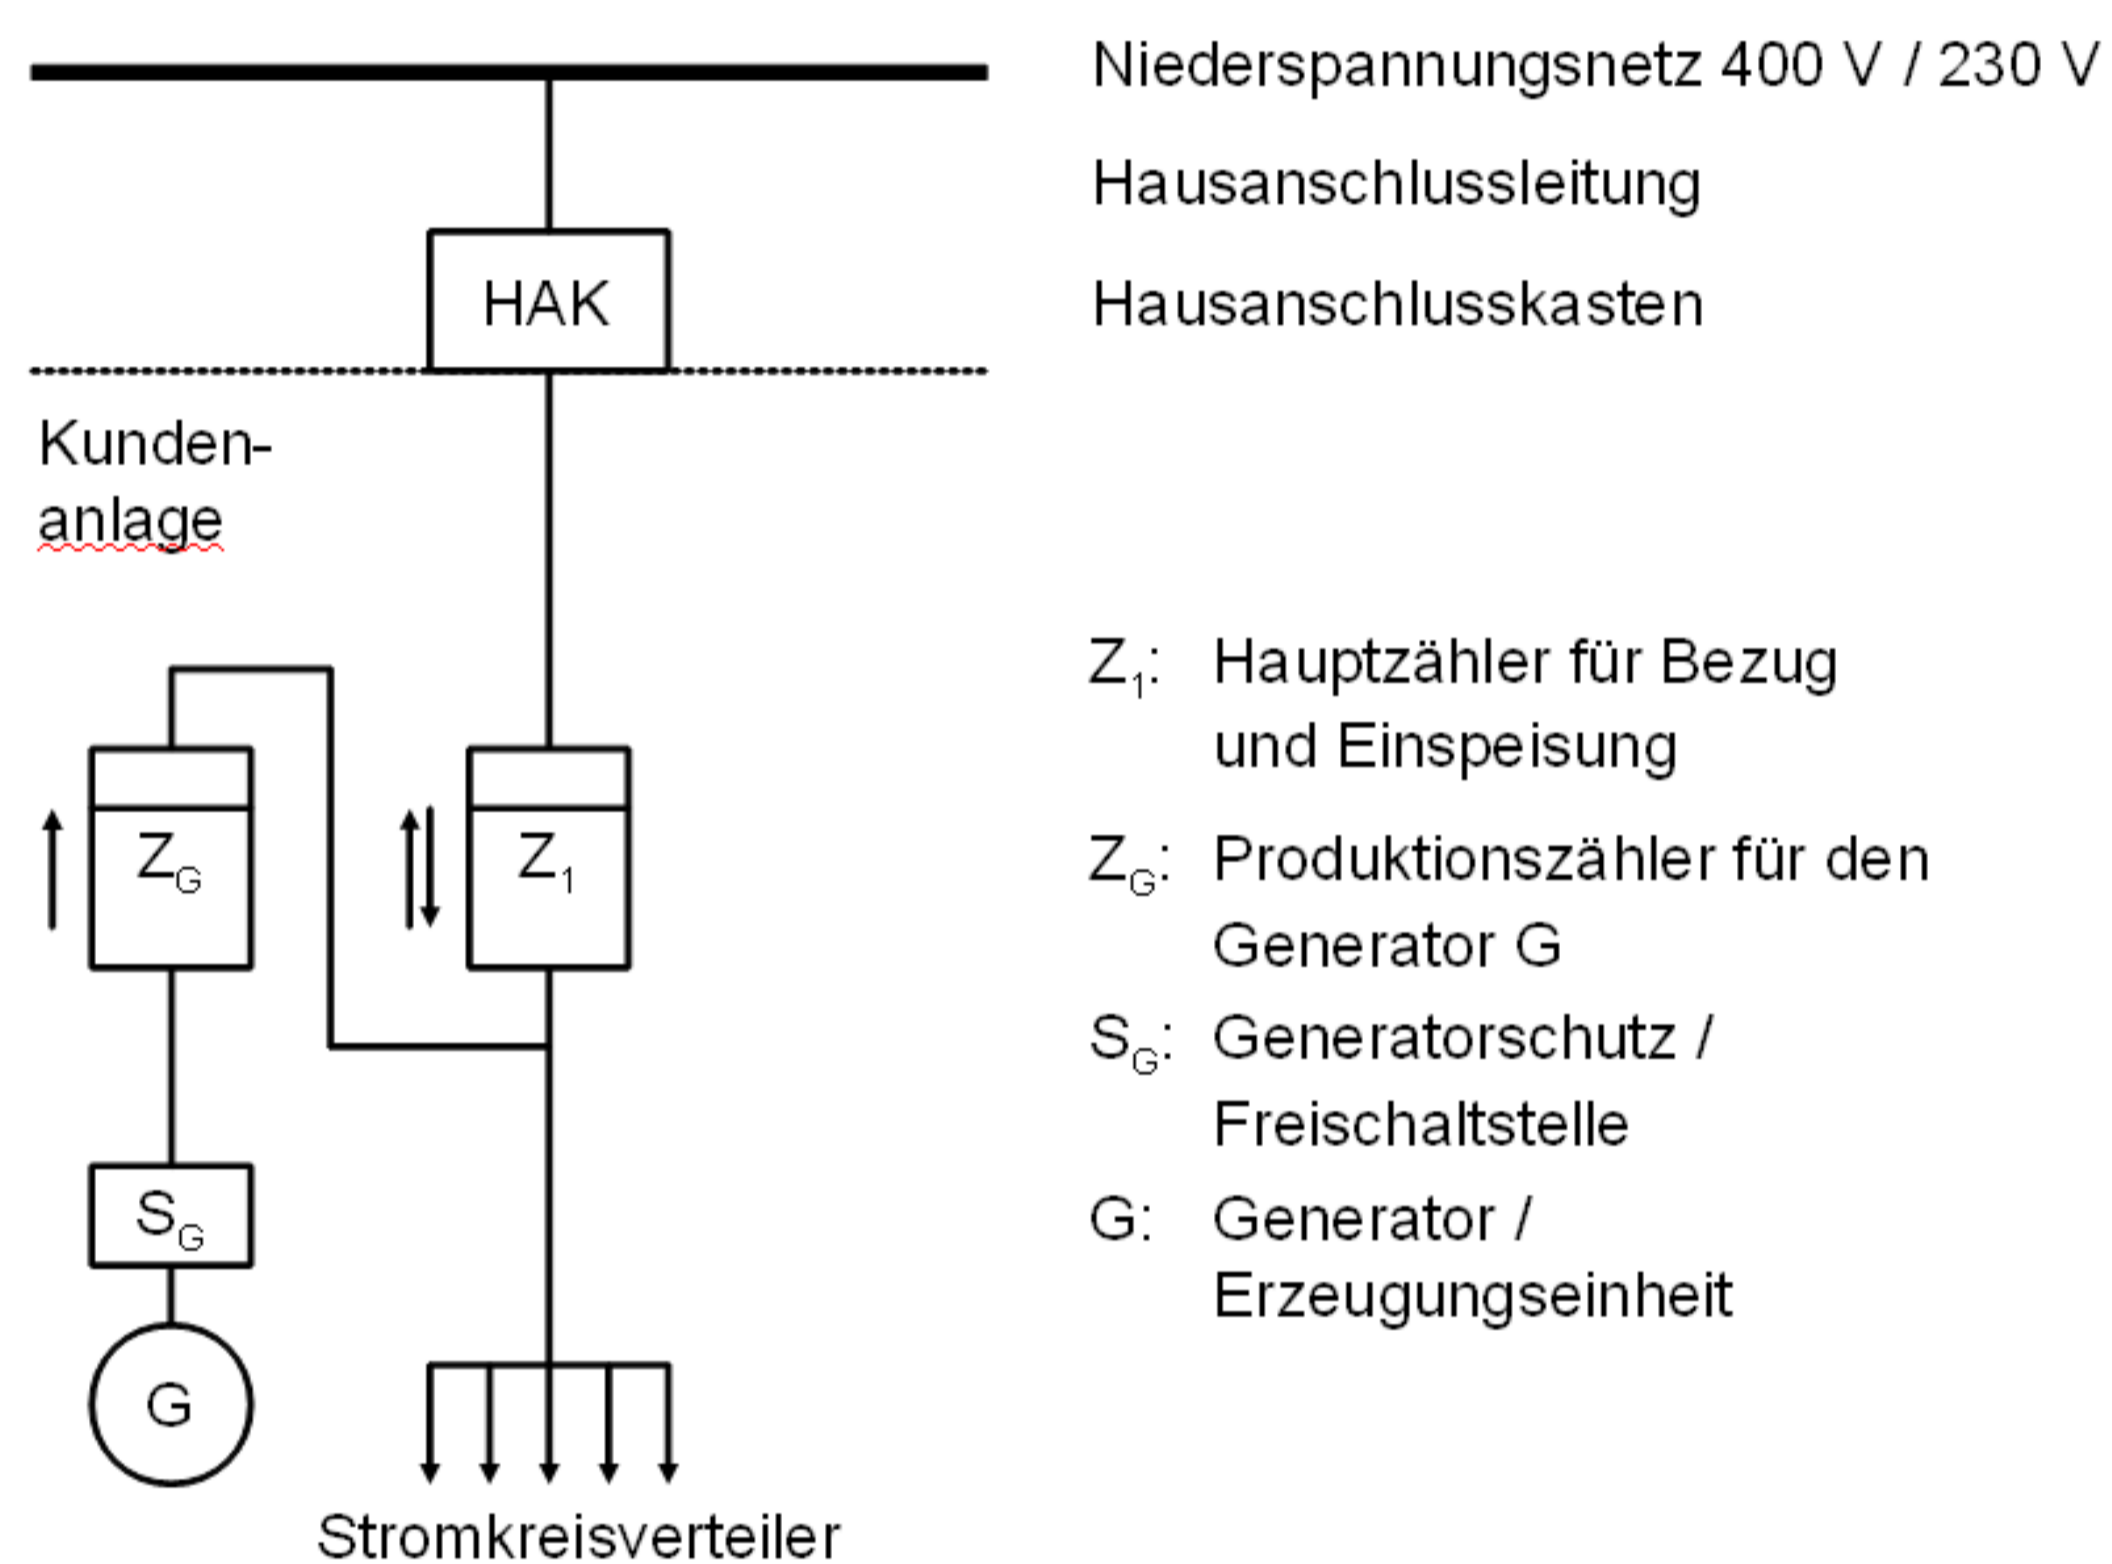 Niederspannungsnetz 400 V / 230 V
Hausanschlussleitung
HAK
Hausanschlusskasten
Kunden-
anlage
Z1: Hauptzähler für Bezug
und Einspeisung
ZG
Z1
ZG: Produktionszähler für den
Generator G
SG: Generatorschutz /
Freischaltstelle
SG
G: Generator /
Erzeugungseinheit
G
Stromkreisverteiler